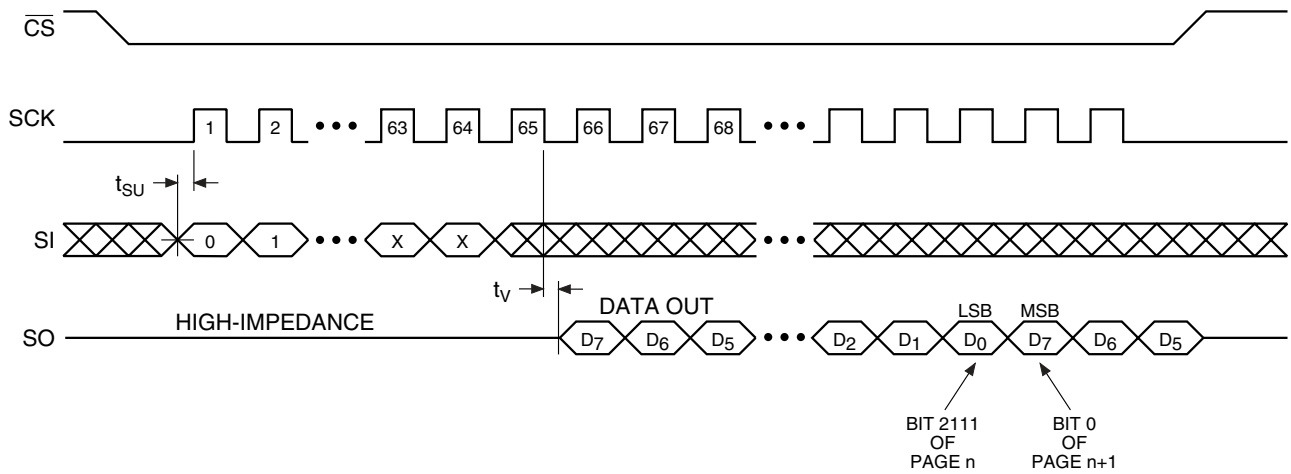 CS
SCK
1 2 ••• 63 64 65 66 67 68 •••
tSU
SI
0 1 ••• X X •••
tV
DATA OUT
LSB MSB
HIGH-IMPEDANCE
SO
D7 D6 D5 ••• D2 D1 D0 D7 D6 D5
BIT 2111
OF
PAGE n
BIT 0
OF
PAGE n+1